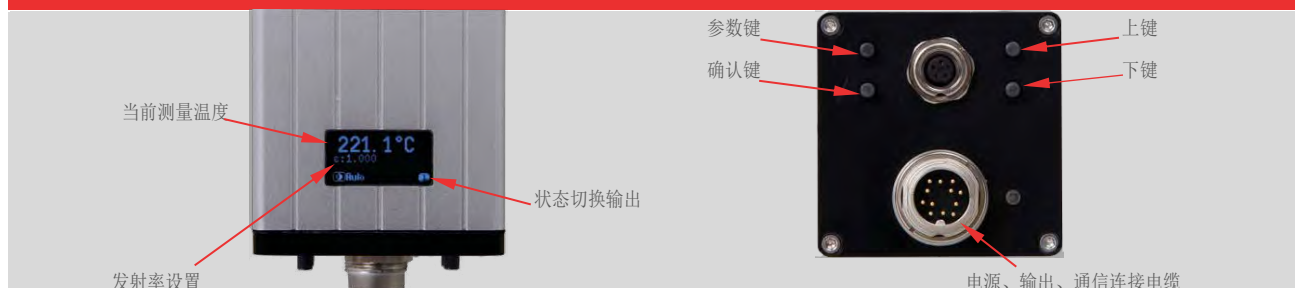 参数键
上键
确认键
下键
当前测量温度
221.1°C
ε:1.000
Auto
状态切换输出
发射率设置
电源、输出、通信连接电缆